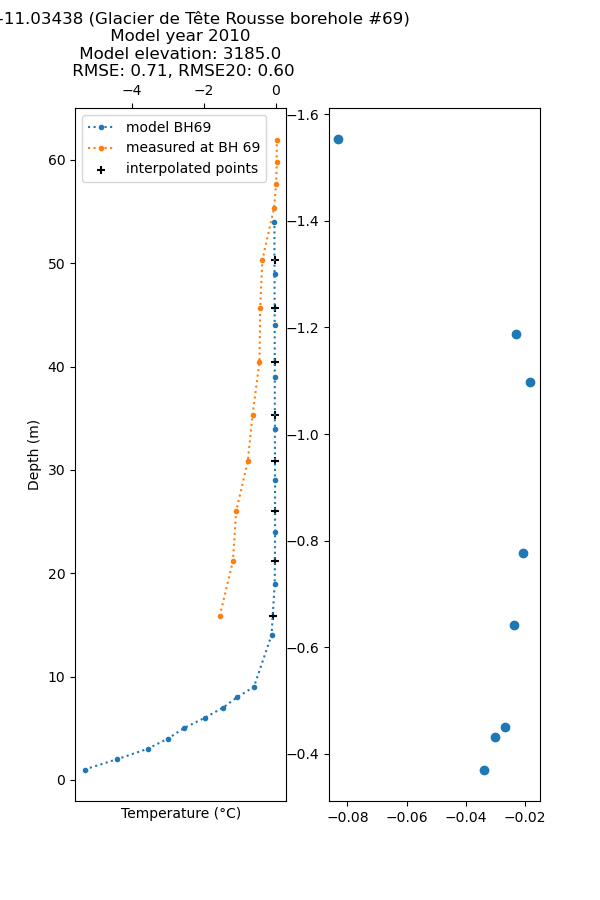 -11.03438 (Glacier de Tête Rousse borehole #69)
Model year 2010
Model elevation: 3185.0
RMSE: 0.71, RMSE20: 0.60
−4 −2 0
model BH69
measured at BH 69
interpolated points
60
50
40
30
20
10
0
Depth (m)
Temperature (°C)
−1.6
−1.4
−1.2
−1.0
−0.8
−0.6
−0.4
−0.08 −0.06 −0.04 −0.02